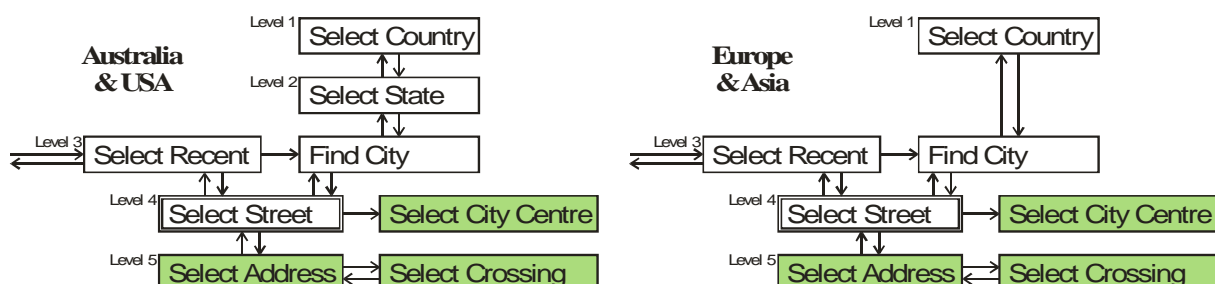 Level 1
Select Country
Australia
& USA
Level 2
Select State
Level 3
Select Recent
Find City
Level 4
Select Street
Select City Centre
Level 5
Select Address
Select Crossing
Level 1
Select Country
Europe
& Asia
Level 3
Select Recent
Find City
Level 4
Select Street
Select City Centre
Level 5
Select Address
Select Crossing